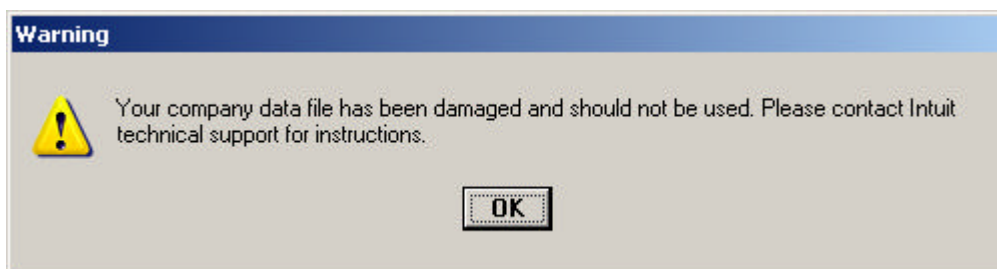 Warning
Your company data file has been damaged and should not be used. Please contact Intuit
technical support for instructions.
OK